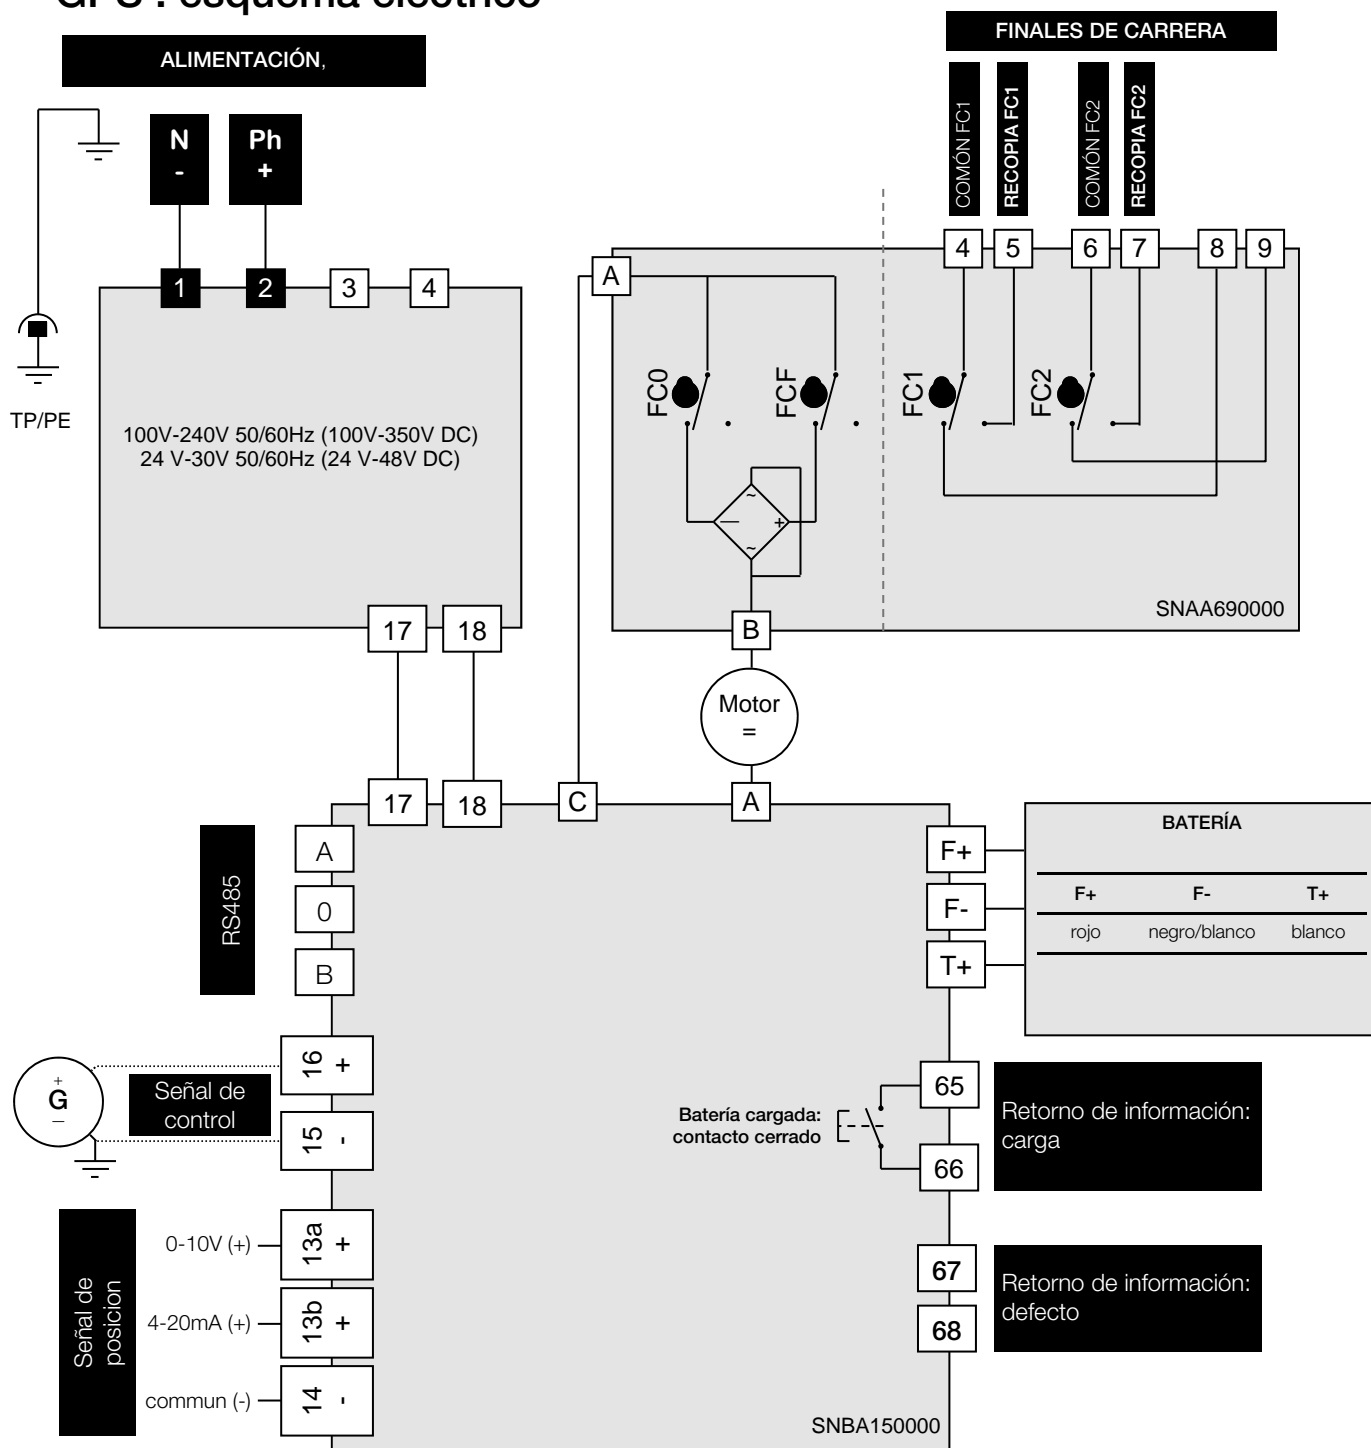 GPS : esquema eléctrico
ALIMENTACIÓN,
FINALES DE CARRERA
COMÓN FC1
RECOPIA FC1
COMÓN FC2
RECOPIA FC2
N
-
Ph
+
1
2
3
4
TP/PE
100V-240V 50/60Hz (100V-350V DC)
24 V-30V 50/60Hz (24 V-48V DC)
17
18
A
4
5
6
7
8
9
FC0
FCF
FC1
FC2
~
—
+
~
SNAA690000
B
Motor
=
17
18
C
A
RS485
A
0
B
F+
F-
T+
BATERÍA
F+ F- T+
rojo negro/blanco blanco
+
G
–
Señal de
control
16 +
15 -
Batería cargada:
contacto cerrado
65
66
Retorno de información:
carga
67
68
Retorno de información:
defecto
Señal de
posicion
0-10V (+)
13a +
4-20mA (+)
13b +
commun (-)
14 -
SNBA150000